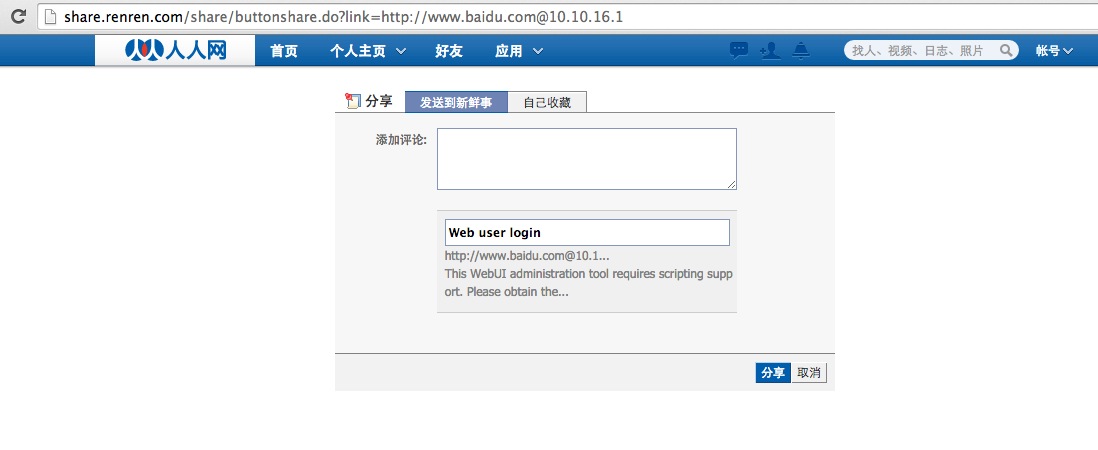 share.renren.com/share/buttonshare.do?link=http://www.baidu.com@10.10.16.1
人人网 首页 个人主页 好友 应用 找人、视频、日志、照片 帐号
分享 发送到新鲜事 自己收藏
添加评论:
Web user login
http://www.baidu.com@10.1...
This WebUI administration tool requires scripting supp
ort. Please obtain the...
分享 取消